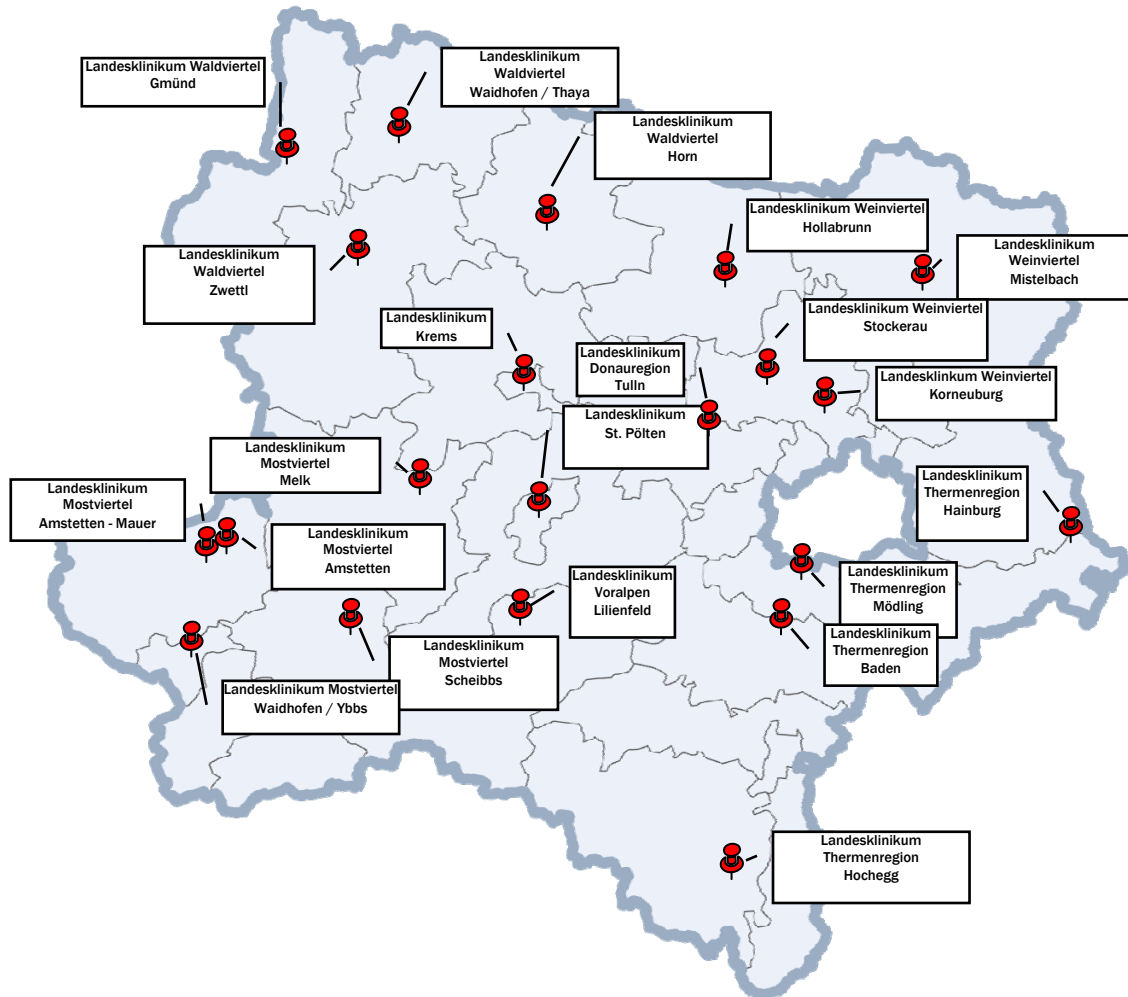 Landesklinikum Waldviertel
Gmünd
Landesklinikum
Waldviertel
Waidhofen / Thaya
Landesklinikum
Waldviertel
Horn
Landesklinikum Weinviertel
Hollabrunn
Landesklinikum
Weinviertel
Mistelbach
Landesklinikum
Waldviertel
Zwettl
Landesklinikum
Krems
Landesklinikum Weinviertel
Stockerau
Landesklinikum
Donauregion
Tulln
Landesklinkum Weinviertel
Korneuburg
Landesklinikum
St. Pölten
Landesklinikum
Mostviertel
Melk
Landesklinikum
Mostviertel
Amstetten - Mauer
Landesklinikum
Thermenregion
Hainburg
Landesklinikum
Mostviertel
Amstetten
Landesklinikum
Voralpen
Lilienfeld
Landesklinikum
Thermenregion
Mödling
Landesklinikum
Thermenregion
Baden
Landesklinikum
Mostviertel
Scheibbs
Landesklinikum Mostviertel
Waidhofen / Ybbs
Landesklinikum
Thermenregion
Hochegg